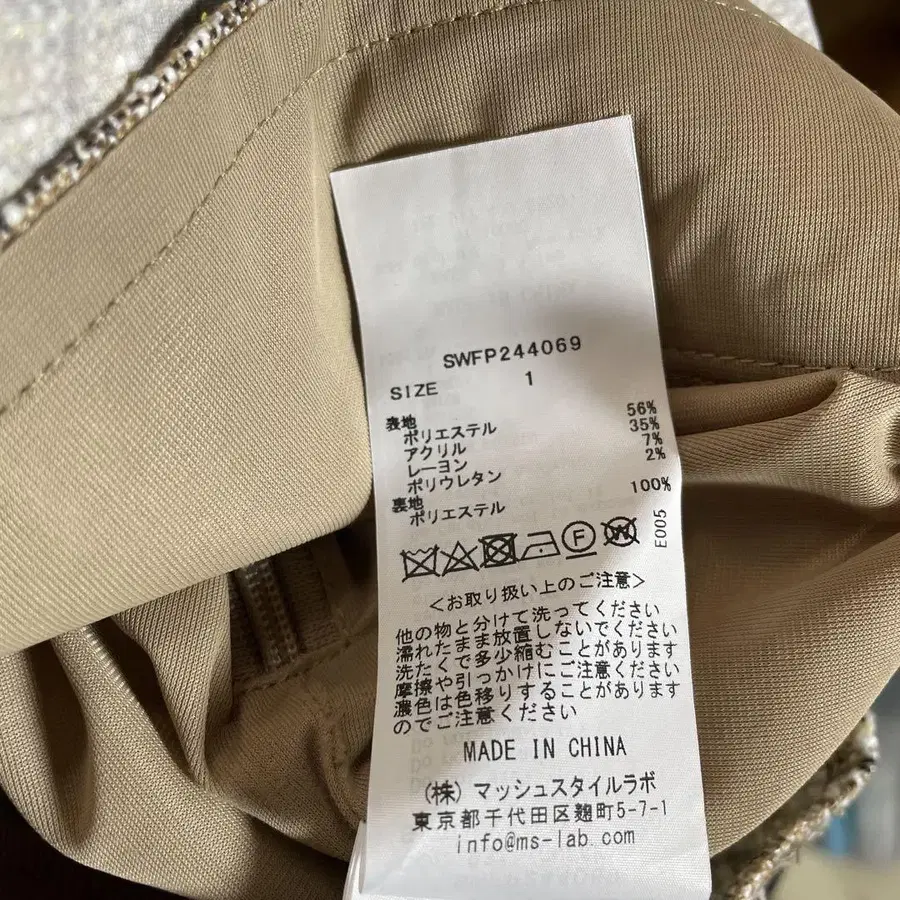 SWFP244069
SIZE 1
表地
ポリエステル 56%
アクリル 35%
レーヨン 7%
ポリウレタン 2%
裏地
ポリエステル 100%
F W E005
<お取り扱い上のご注意>
他の物と分けて洗ってください
濡れたまま放置しないでください
洗たくで多少縮むことがあります
摩擦や引っかけにご注意ください
濃色は色移りすることがあります
のでご注意ください
MADE IN CHINA
(株)マッシュスタイルラボ
東京都千代田区麹町5-7-1
info@ms-lab.com